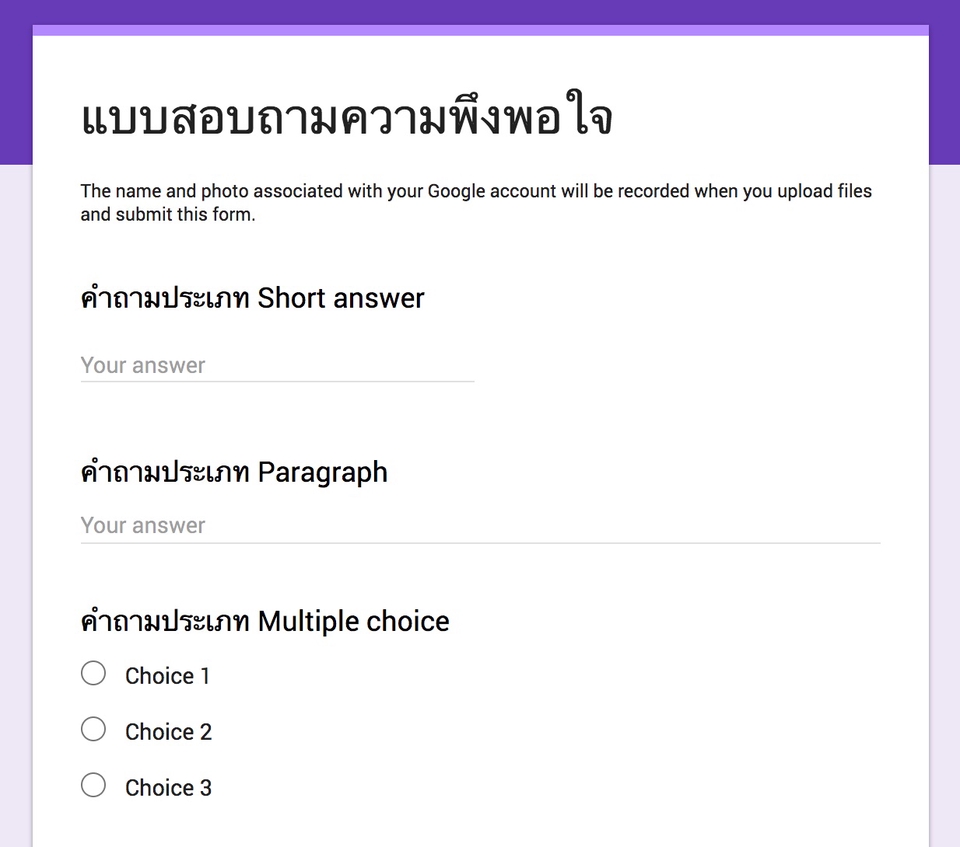 แบบสอบถามความพึงพอใจ
The name and photo associated with your Google account will be recorded when you upload files
and submit this form.
คำถามประเภท Short answer
Your answer
คำถามประเภท Paragraph
Your answer
คำถามประเภท Multiple choice
Choice 1
Choice 2
Choice 3